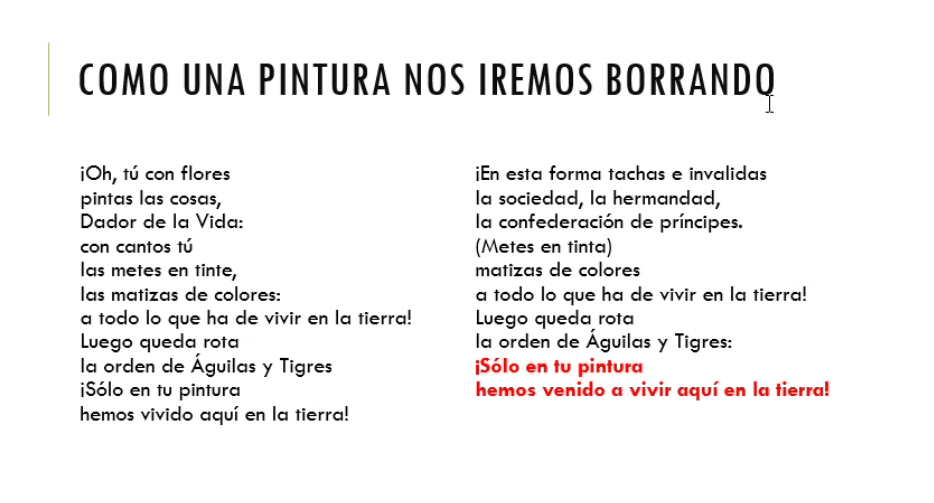 COMO UNA PINTURA NOS IREMOS BORRANDO
¡Oh, tú con flores
pintas las cosas,
Dador de la Vida:
con cantos tú
las metes en tinte,
las matizas de colores:
a todo lo que ha de vivir en la tierra!
Luego queda rota
la orden de Águilas y Tigres
¡Sólo en tu pintura
hemos vivido aquí en la tierra!
¡En esta forma tachas e invalidas
la sociedad, la hermandad,
la confederación de príncipes.
(Metes en tinta)
matizas de colores
a todo lo que ha de vivir en la tierra!
Luego queda rota
la orden de Águilas y Tigres:
¡Sólo en tu pintura
hemos venido a vivir aquí en la tierra!